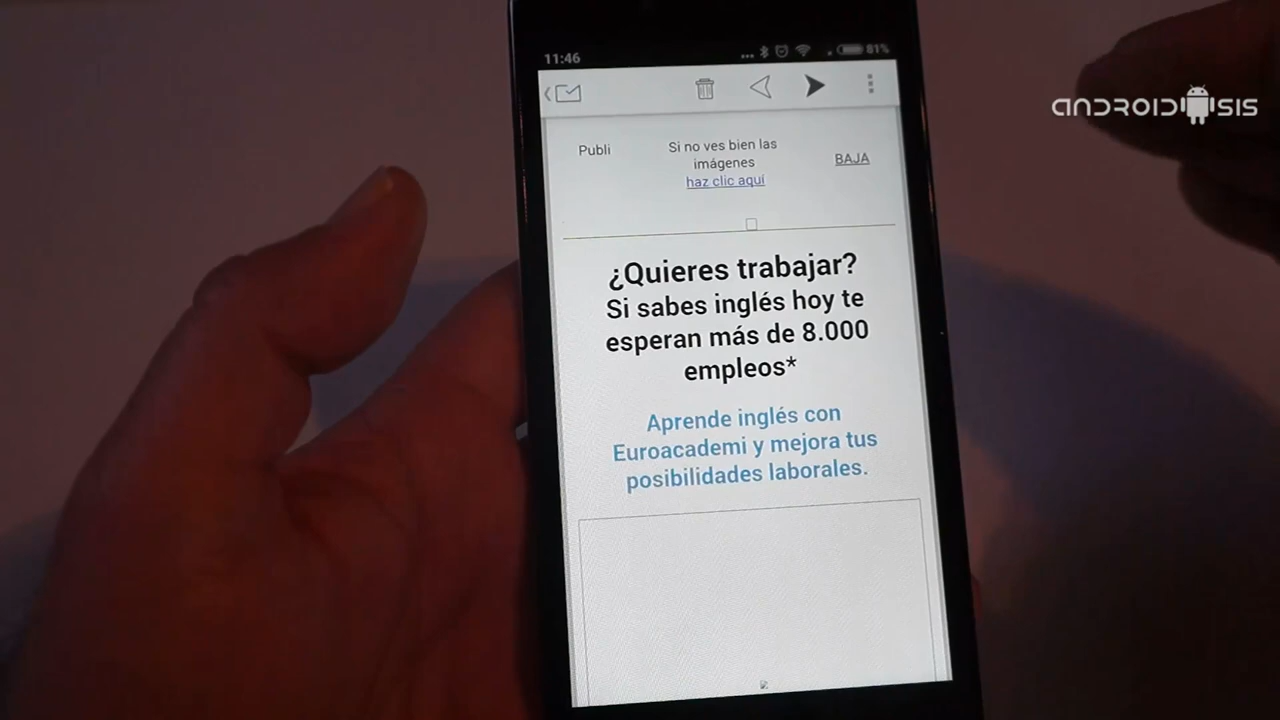 11:46
81%
ANDROIDSIS
Publi
Si no ves bien las
imágenes
haz clic aquí
BAJA
¿Quieres trabajar?
Si sabes inglés hoy te
esperan más de 8.000
empleos*
Aprende inglés con
Euroacademi y mejora tus
posibilidades laborales.